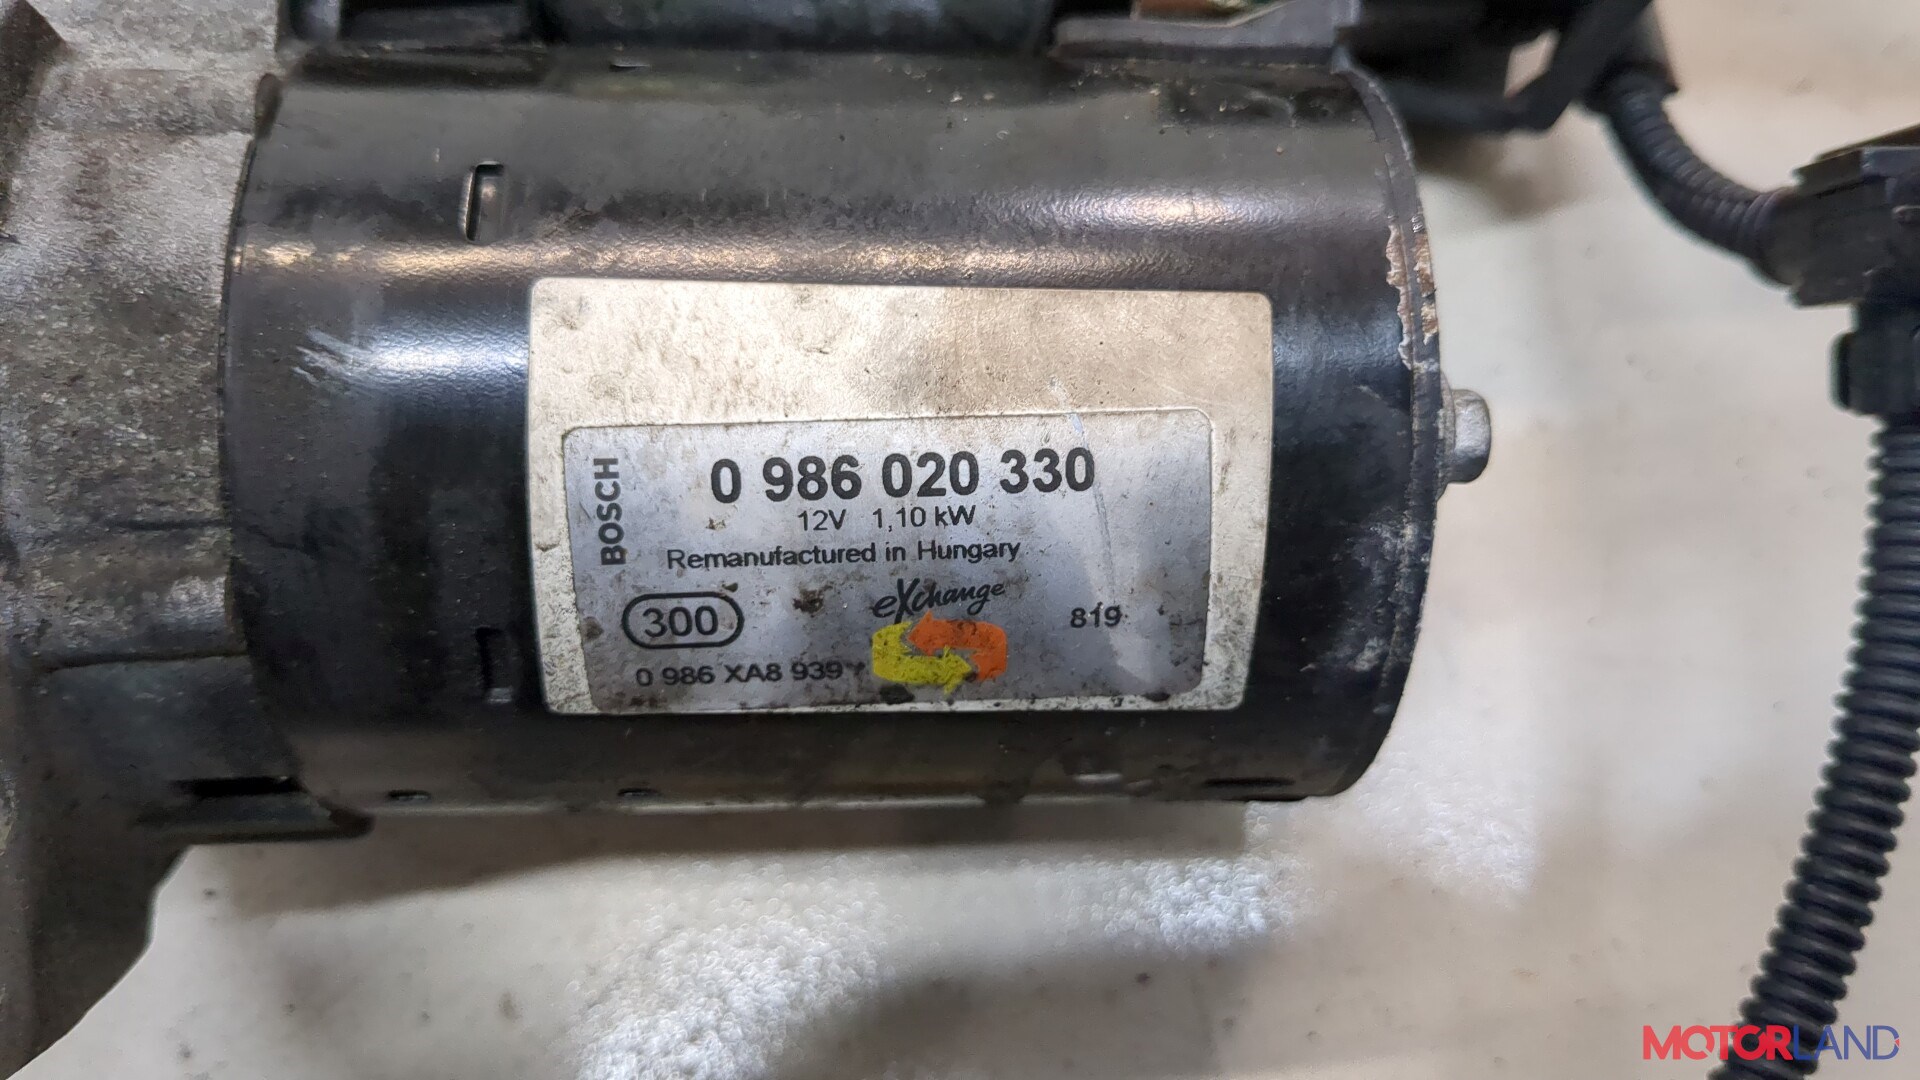 BOSCH
0 986 020 330
12V 1,10 kW
Remanufactured in Hungary
eXchange
300
819
0 986 XA8 939
MOTORLAND